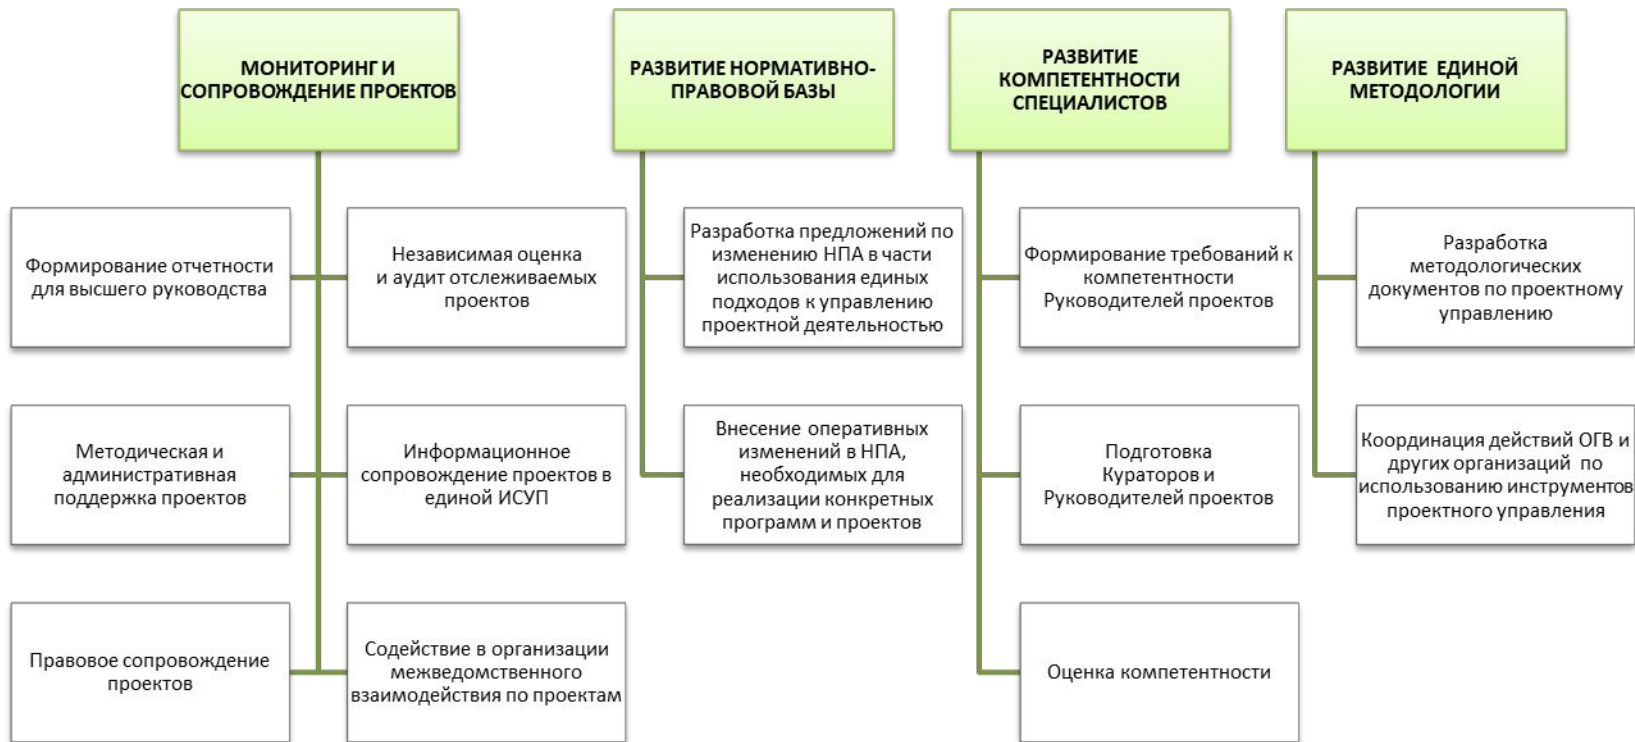 МОНИТОРИНГ И
СОПРОВОЖДЕНИЕ ПРОЕКТОВ
РАЗВИТИЕ НОРМАТИВНО-
ПРАВОВОЙ БАЗЫ
РАЗВИТИЕ
КОМПЕТЕНТНОСТИ
СПЕЦИАЛИСТОВ
РАЗВИТИЕ ЕДИНОЙ
МЕТОДОЛОГИИ
Формирование отчетности
для высшего руководства
Независимая оценка
и аудит отслеживаемых
проектов
Разработка предложений по
изменению НПА в части
использования единых
подходов к управлению
проектной деятельностью
Формирование требований к
компетентности
Руководителей проектов
Разработка
методологических
документов по проектному
управлению
Методическая и
административная
поддержка проектов
Информационное
сопровождение проектов в
единой ИСУП
Внесение оперативных
изменений в НПА,
необходимых для
реализации конкретных
программ и проектов
Подготовка
Кураторов и
Руководителей проектов
Координация действий ОГВ и
других организаций по
использованию инструментов
проектного управления
Правовое сопровождение
проектов
Содействие в организации
межведомственного
взаимодействия по проектам
Оценка компетентности